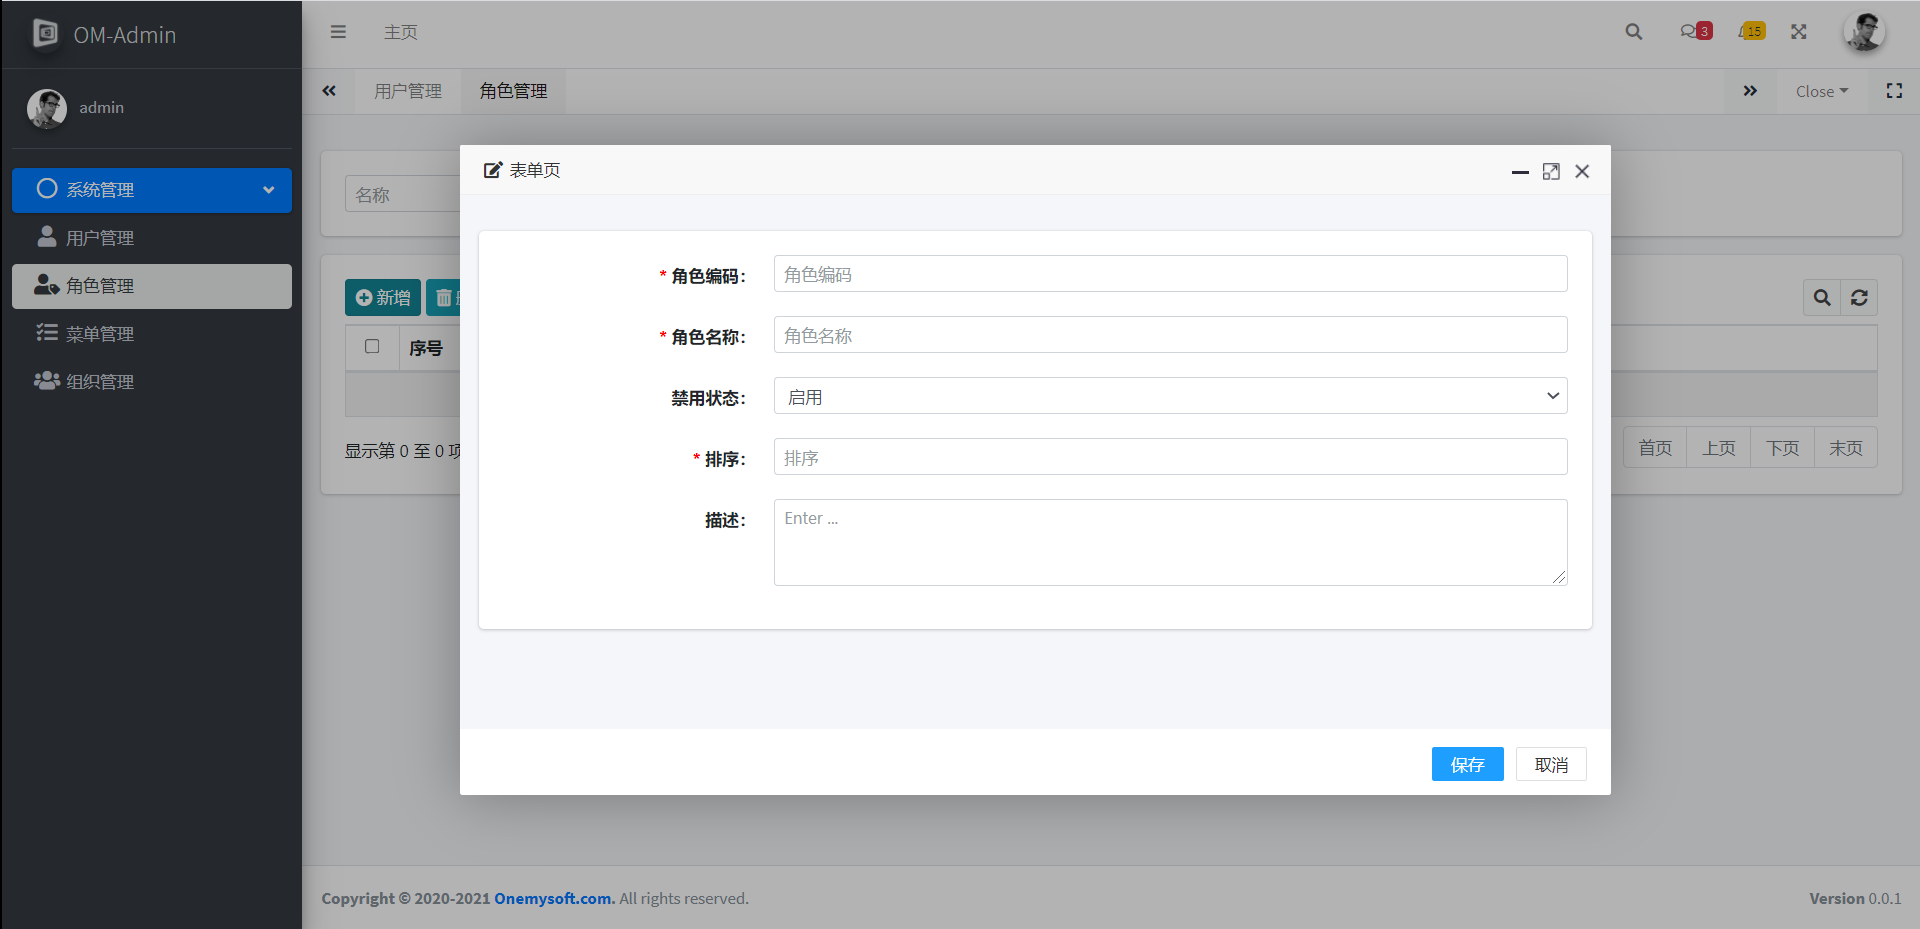 OM-Admin
主页
3
15
admin
用户管理
角色管理
Close
系统管理
用户管理
角色管理
菜单管理
组织管理
名称
新增
序号
显示第 0 至 0 项
首页
上页
下页
末页
表单页
* 角色编码：
角色编码
* 角色名称：
角色名称
禁用状态：
启用
* 排序：
排序
描述：
Enter ...
保存
取消
Copyright © 2020-2021 Onemysoft.com. All rights reserved.
Version 0.0.1